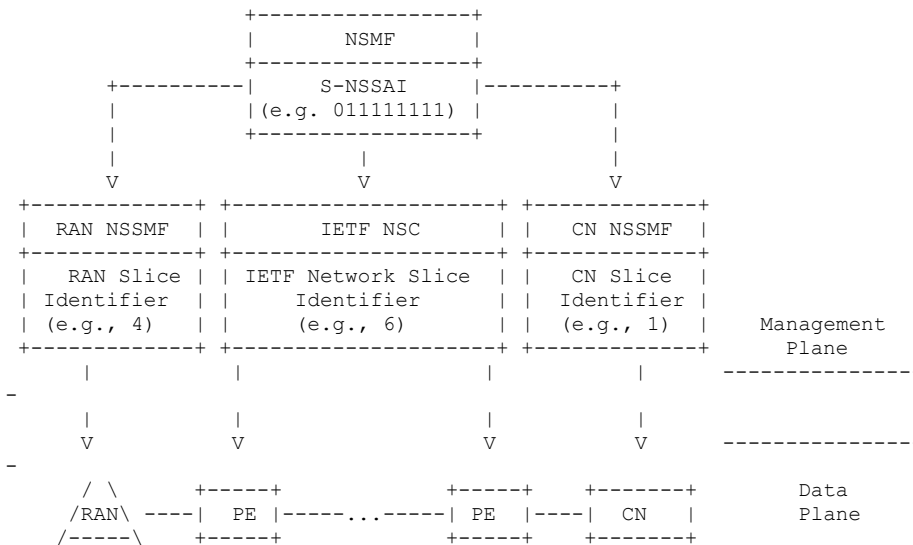 NSMF
S-NSSAI
(e.g. 011111111)
RAN NSSMF
IETF NSC
CN NSSMF
RAN Slice
Identifier
(e.g., 4)
IETF Network Slice
Identifier
(e.g., 6)
CN Slice
Identifier
(e.g., 1)
Management
Plane
RAN
PE
...
PE
CN
Data
Plane